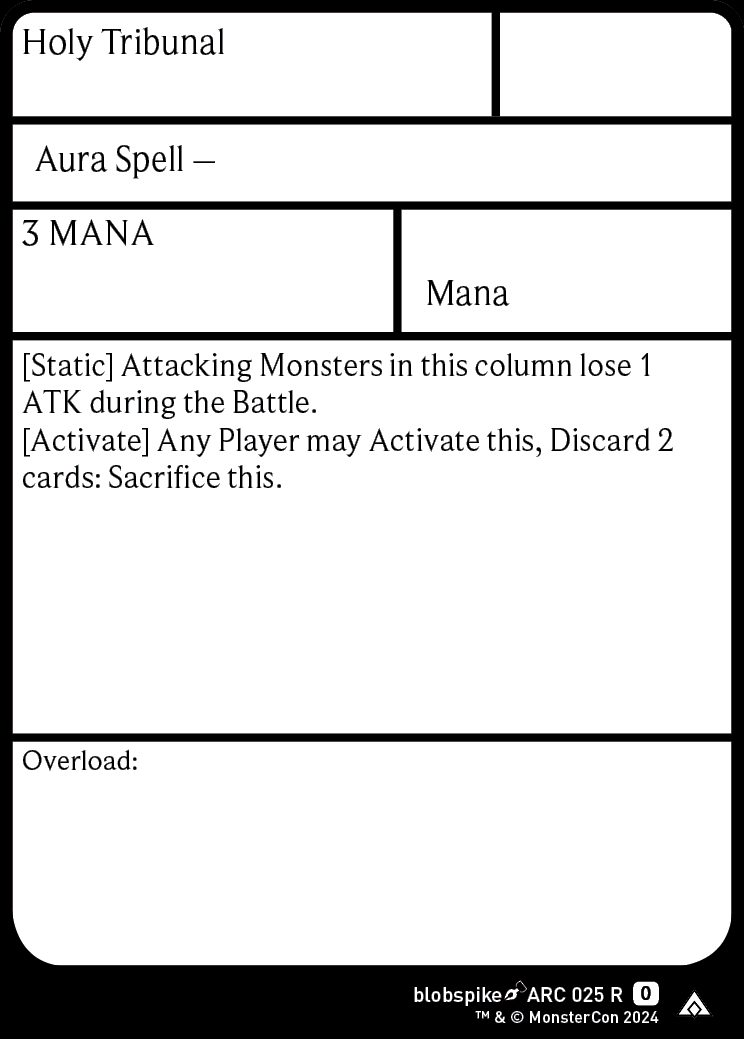 Holy Tribunal
Aura Spell —
3 MANA
Mana
[Static] Attacking Monsters in this column lose 1
ATK during the Battle.
[Activate] Any Player may Activate this, Discard 2
cards: Sacrifice this.
Overload:
blobspike ARC 025 R 0
™ & © MonsterCon 2024